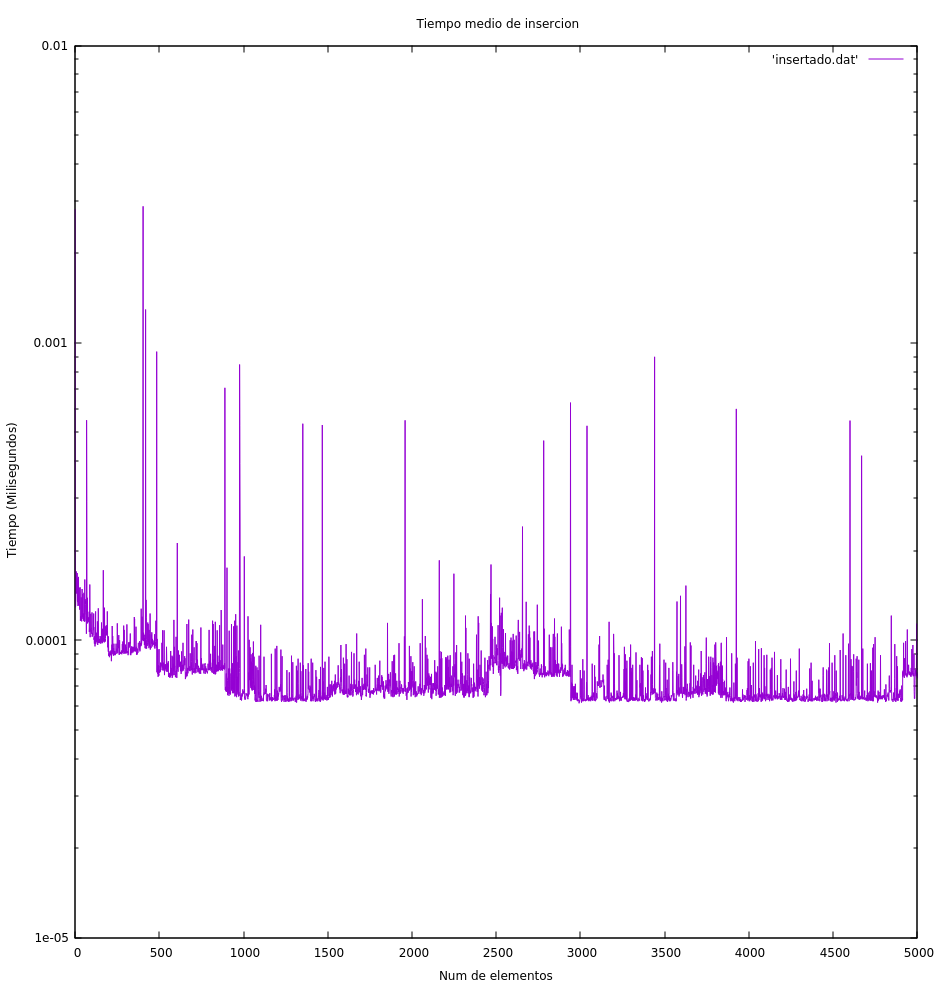 Tiempo medio de insercion
'insertado.dat'
0.01
0.001
0.0001
1e-05
Tiempo (Milisegundos)
0 500 1000 1500 2000 2500 3000 3500 4000 4500 5000
Num de elementos